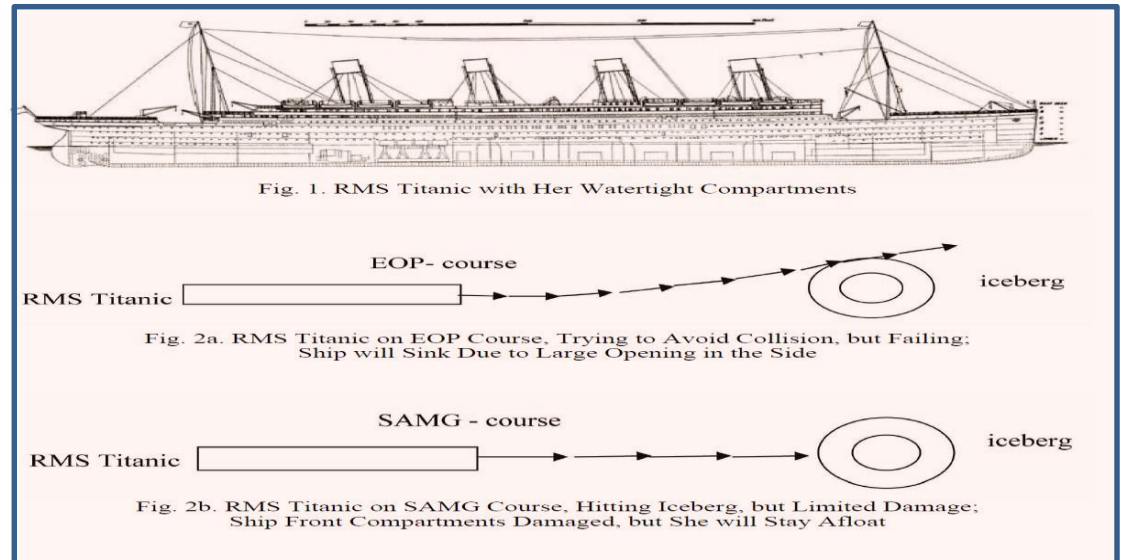 Fig. 1. RMS Titanic with Her Watertight Compartments
EOP- course
RMS Titanic
iceberg
Fig. 2a. RMS Titanic on EOP Course, Trying to Avoid Collision, but Failing;
Ship will Sink Due to Large Opening in the Side
SAMG - course
RMS Titanic
iceberg
Fig. 2b. RMS Titanic on SAMG Course, Hitting Iceberg, but Limited Damage;
Ship Front Compartments Damaged, but She will Stay Afloat